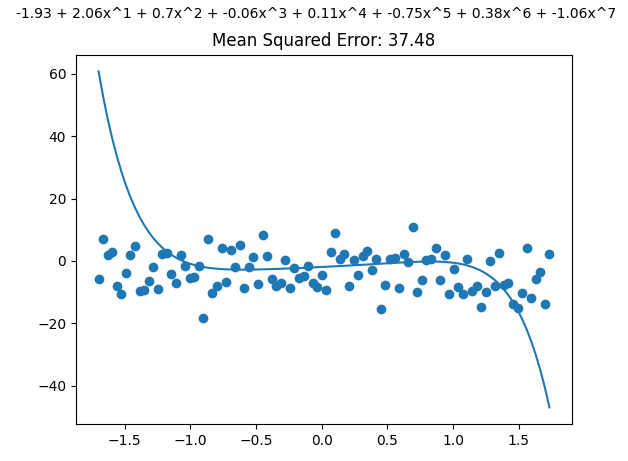 -1.93 + 2.06x^1 + 0.7x^2 + -0.06x^3 + 0.11x^4 + -0.75x^5 + 0.38x^6 + -1.06x^7
Mean Squared Error: 37.48
60
40
20
0
−20
−40
−1.5 −1.0 −0.5 0.0 0.5 1.0 1.5